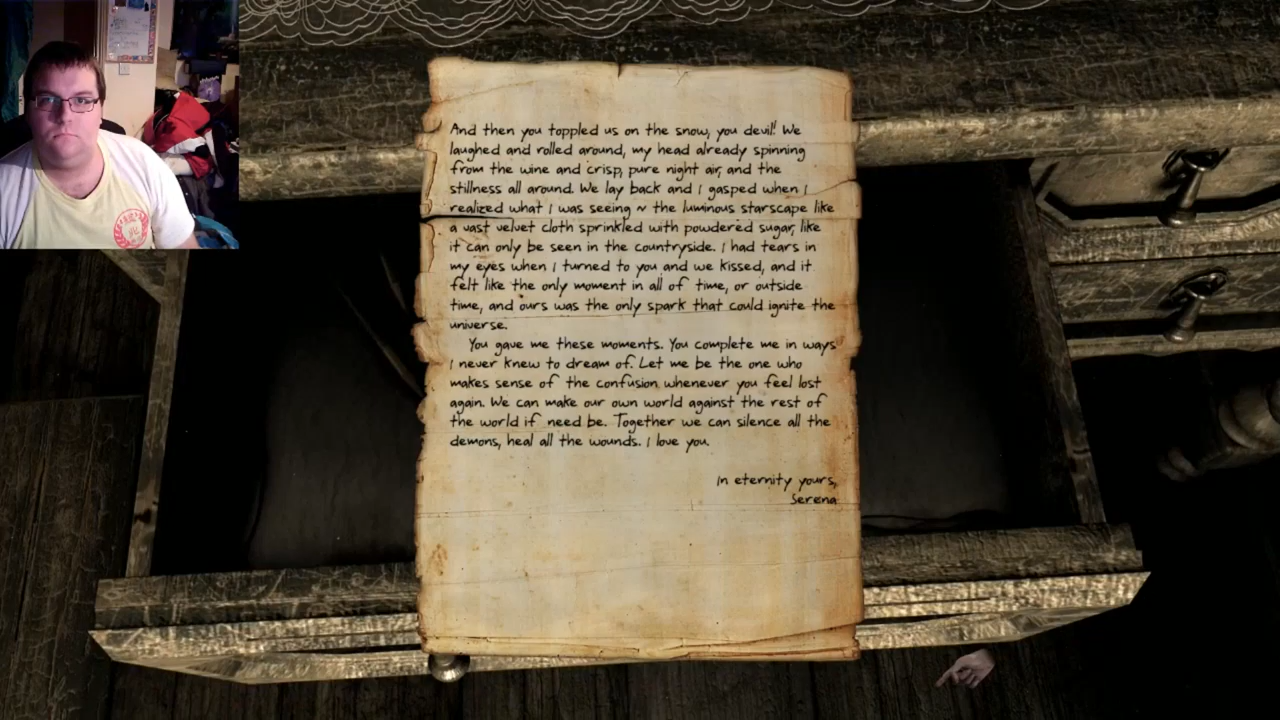 And then you toppled us on the snow, you devil! We
laughed and rolled around, my head already spinning
from the wine and crisp, pure night air, and the
stillness all around. We lay back and I gasped when I
realized what I was seeing ~ the luminous starscape like
a vast velvet cloth sprinkled with powdered sugar, like
it can only be seen in the countryside. I had tears in
my eyes when I turned to you and we kissed, and it
felt like the only moment in all of time, or outside
time, and ours was the only spark that could ignite the
universe.
You gave me these moments. You complete me in ways
I never knew to dream of. Let me be the one who
makes sense of the confusion whenever you feel lost
again. We can make our own world against the rest of
the world if need be. Together we can silence all the
demons, heal all the wounds. I love you.
In eternity yours,
Serena